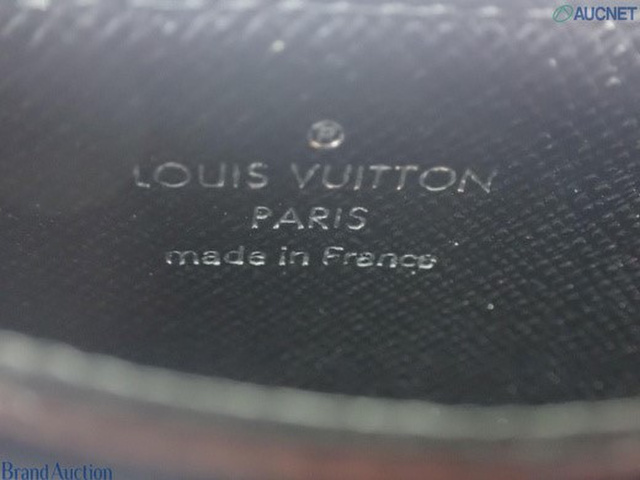 AUCNET
®
LOUIS VUITTON
PARIS
made in France
Brand Auction